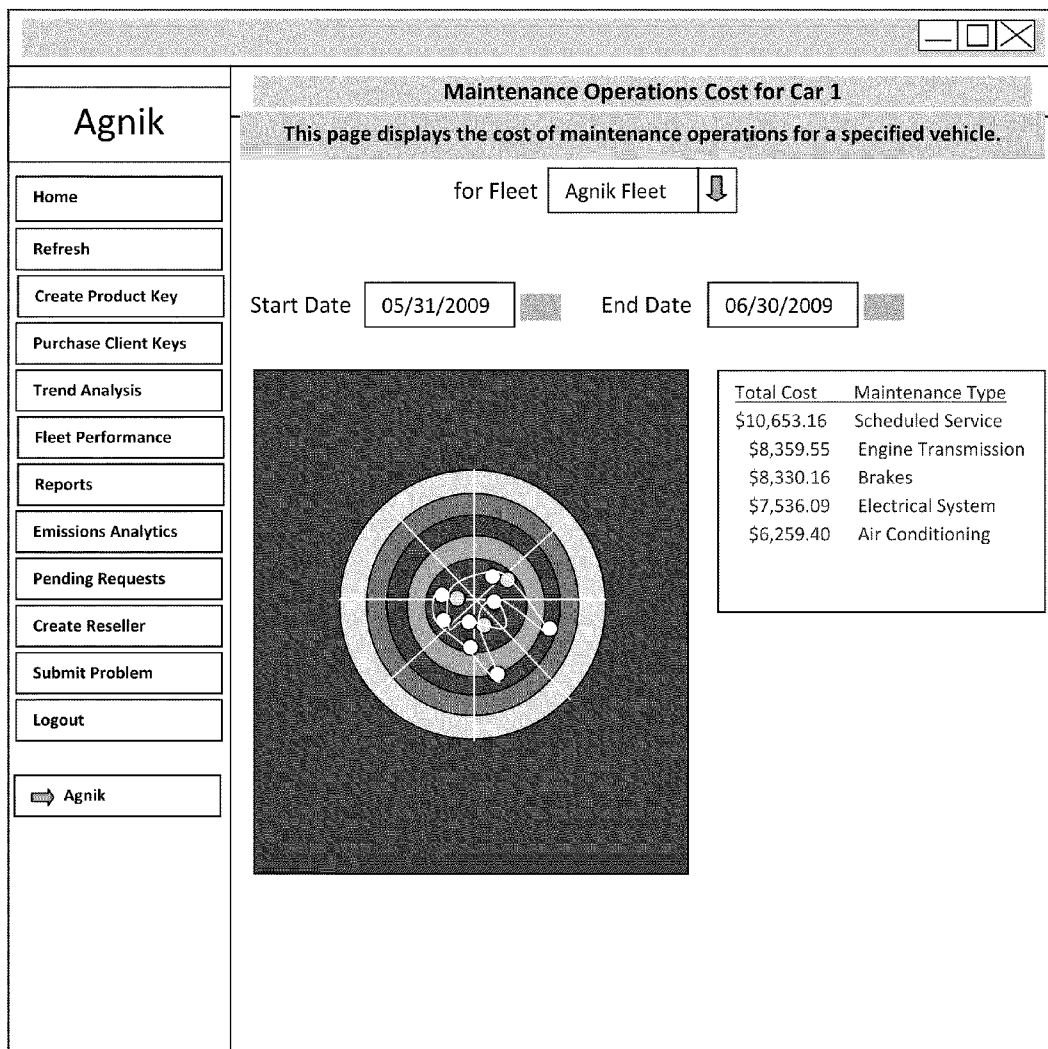 Agnik
Home
Refresh
Create Product Key
Purchase Client Keys
Trend Analysis
Fleet Performance
Reports
Emissions Analytics
Pending Requests
Create Reseller
Submit Problem
Logout
Agnik
Maintenance Operations Cost for Car 1
This page displays the cost of maintenance operations for a specified vehicle.
for Fleet Agnik Fleet
Start Date 05/31/2009 End Date 06/30/2009
Total Cost Maintenance Type
$10,653.16 Scheduled Service
$8,359.55 Engine Transmission
$8,330.16 Brakes
$7,536.09 Electrical System
$6,259.40 Air Conditioning